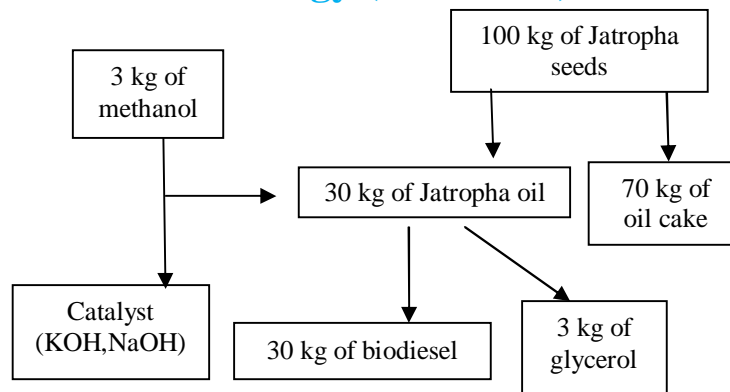 100 kg of Jatropha
seeds
3 kg of
methanol
30 kg of Jatropha oil
70 kg of
oil cake
Catalyst
(KOH,NaOH)
30 kg of biodiesel
3 kg of
glycerol